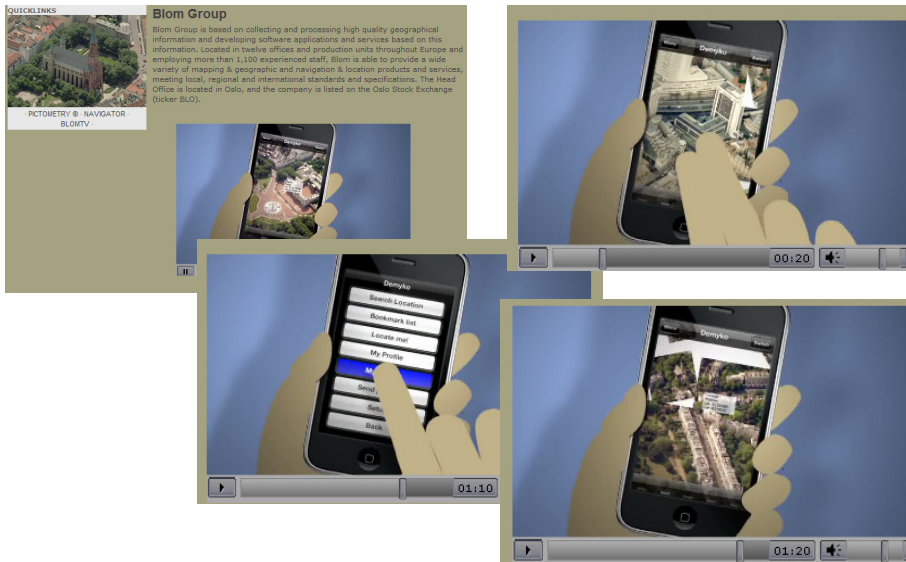 QUICKLINKS
· PICTOMETRY ® · NAVIGATOR ·
BLOMTV ·
Blom Group
Blom Group is based on collecting and processing high quality geographical
information and developing software applications and services based on this
information. Located in twelve offices and production units throughout Europe and
employing more than 1,100 experienced staff, Blom is able to provide a wide
variety of mapping & geographic and navigation & location products and services,
meeting local, regional and international standards and specifications. The Head
Office is located in Oslo, and the company is listed on the Oslo Stock Exchange
(ticker BLO).
Demyko
Menu
Demyko
00:20
Demyko
Search Location
Bookmark list
Locate me!
My Profile
My
Send
Back
01:10
Menu
Demyko
01:20